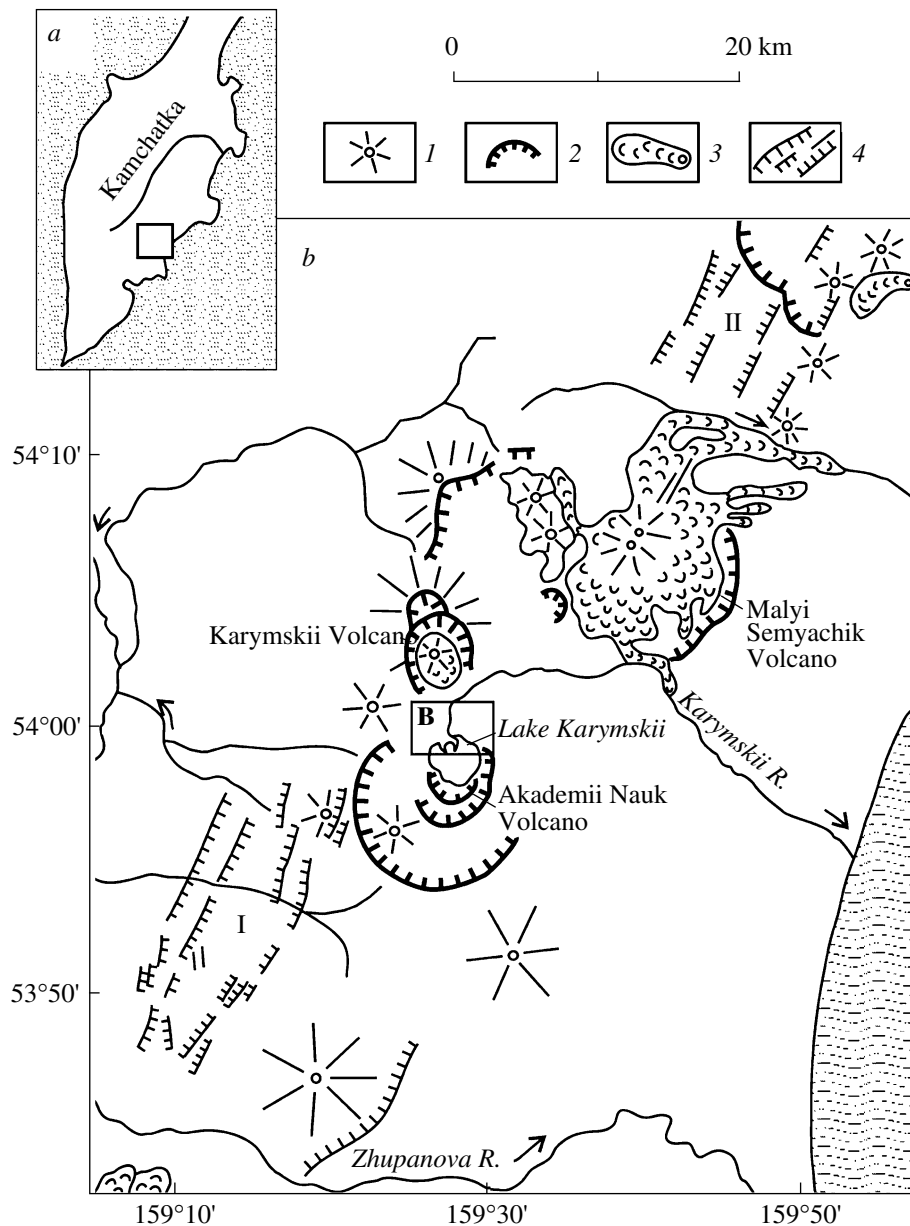 a
0 20 km
Kamchatka
1 2 3 4
b
II
54°10'
Karymskii Volcano
Malyi
Semyachik
Volcano
54°00'
B
Lake Karymskii
Karymskii R.
Akademii Nauk
Volcano
I
53°50'
Zhupanova R.
159°10' 159°30' 159°50'